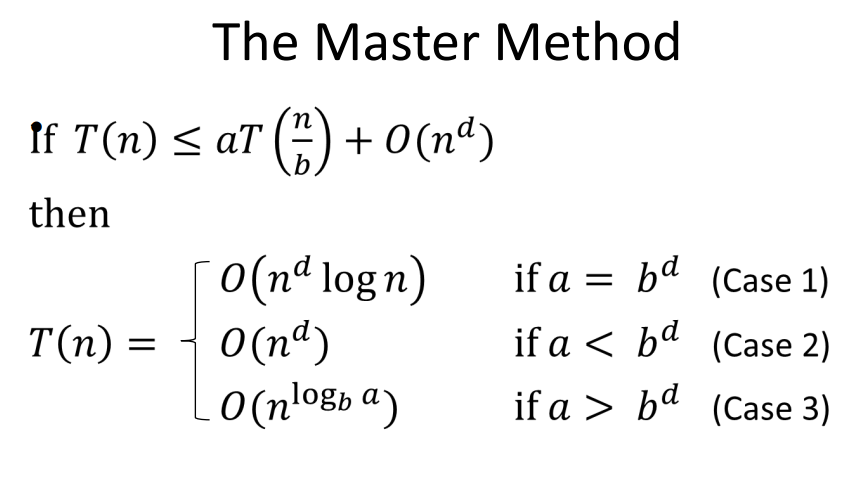 The Master Method
If T(n) ≤ aT(n/b) + O(n^d)
then
T(n) =
O(n^d log n) if a = b^d (Case 1)
O(n^d) if a < b^d (Case 2)
O(n^(log_b a)) if a > b^d (Case 3)